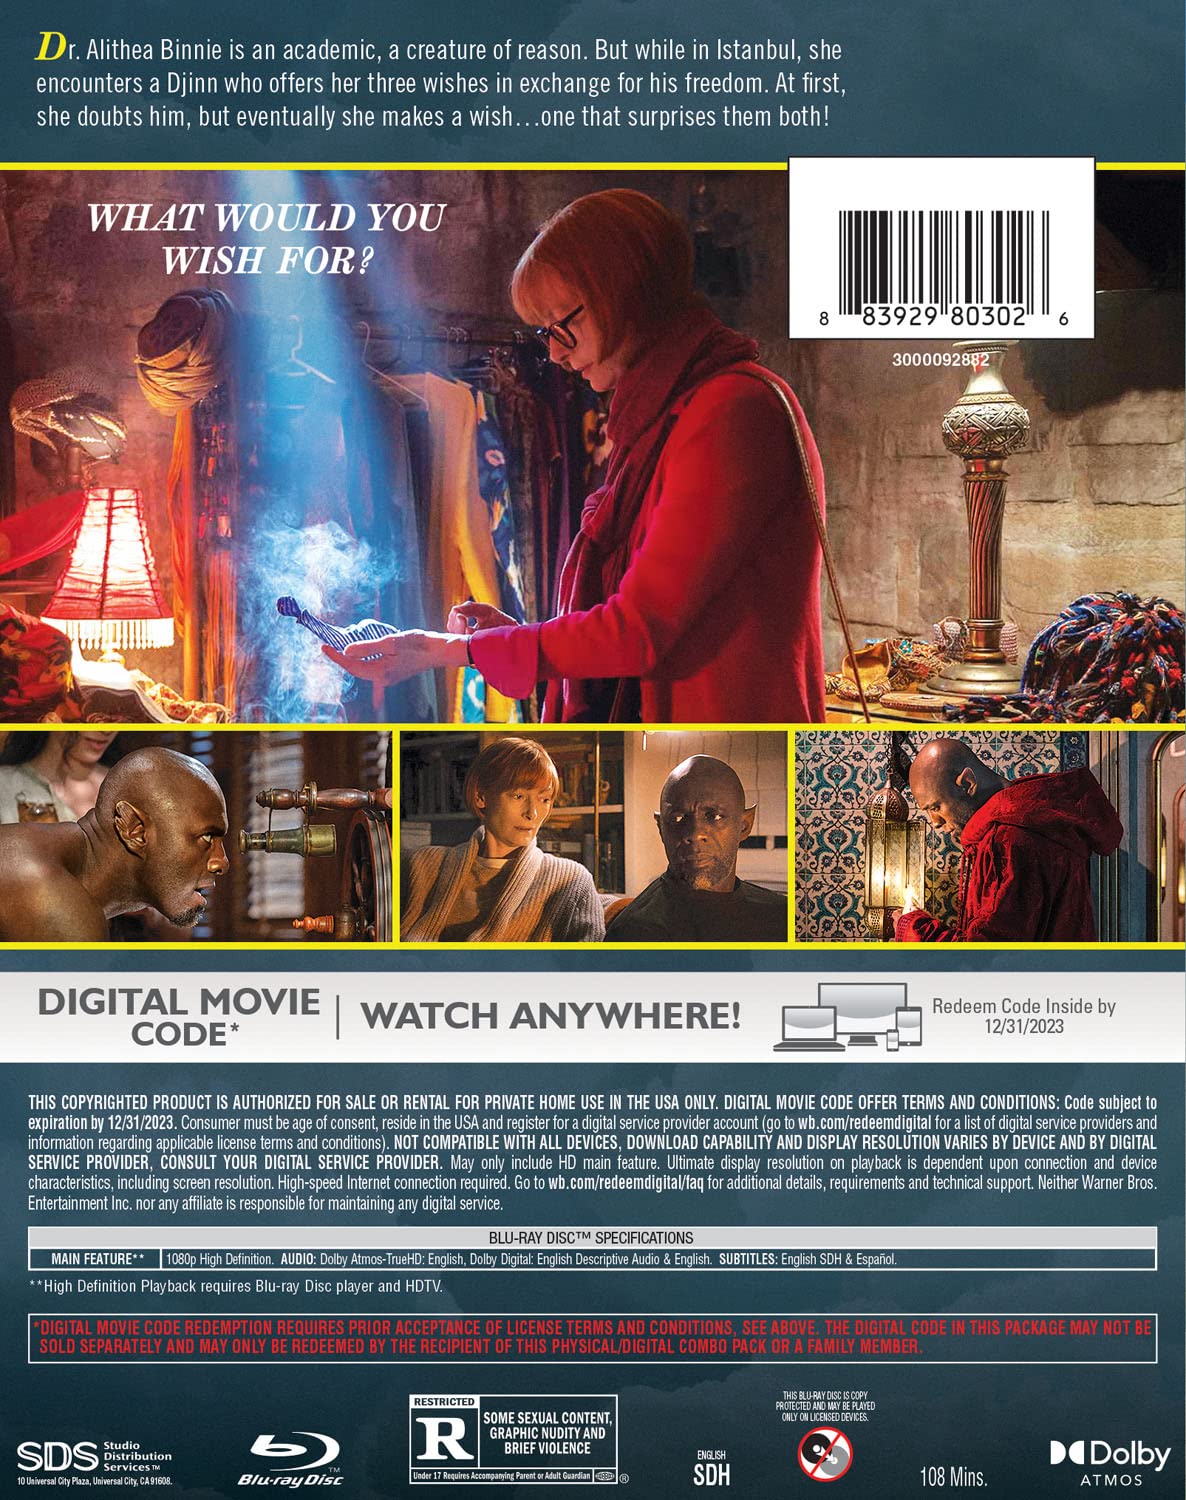 Dr. Alithea Binnie is an academic, a creature of reason. But while in Istanbul, she
encounters a Djinn who offers her three wishes in exchange for his freedom. At first,
she doubts him, but eventually she makes a wish...one that surprises them both!
WHAT WOULD YOU
WISH FOR?
8 83929 80302 6
3000092882
DIGITAL MOVIE
CODE*
WATCH ANYWHERE!
Redeem Code Inside by
12/31/2023
THIS COPYRIGHTED PRODUCT IS AUTHORIZED FOR SALE OR RENTAL FOR PRIVATE HOME USE IN THE USA ONLY. DIGITAL MOVIE CODE OFFER TERMS AND CONDITIONS: Code subject to
expiration by 12/31/2023. Consumer must be age of consent, reside in the USA and register for a digital service provider account (go to wb.com/redeemdigital for a list of digital service providers and
information regarding applicable license terms and conditions). NOT COMPATIBLE WITH ALL DEVICES, DOWNLOAD CAPABILITY AND DISPLAY RESOLUTION VARIES BY DEVICE AND BY DIGITAL
SERVICE PROVIDER, CONSULT YOUR DIGITAL SERVICE PROVIDER. May only include HD main feature. Ultimate display resolution on playback is dependent upon connection and device
characteristics, including screen resolution. High-speed Internet connection required. Go to wb.com/redeemdigital/faq for additional details, requirements and technical support. Neither Warner Bros.
Entertainment Inc. nor any affiliate is responsible for maintaining any digital service.
BLU-RAY DISC™ SPECIFICATIONS
MAIN FEATURE** 1080p High Definition. AUDIO: Dolby Atmos-TrueHD: English, Dolby Digital: English Descriptive Audio & English. SUBTITLES: English SDH & Español.
**High Definition Playback requires Blu-ray Disc player and HDTV.
*DIGITAL MOVIE CODE REDEMPTION REQUIRES PRIOR ACCEPTANCE OF LICENSE TERMS AND CONDITIONS, SEE ABOVE. THE DIGITAL CODE IN THIS PACKAGE MAY NOT BE
SOLD SEPARATELY AND MAY ONLY BE REDEEMED BY THE RECIPIENT OF THIS PHYSICAL/DIGITAL COMBO PACK OR A FAMILY MEMBER.
SDS Studio
Distribution
Services™
10 Universal City Plaza, Universal City, CA 91608.
Blu-ray Disc™
RESTRICTED
R
SOME SEXUAL CONTENT,
GRAPHIC NUDITY AND
BRIEF VIOLENCE
Under 17 Requires Accompanying Parent or Adult Guardian ®
ENGLISH
SDH
THIS BLU-RAY DISC IS COPY
PROTECTED AND MAY BE PLAYED
ONLY ON LICENSED DEVICES.
108 Mins.
Dolby
ATMOS